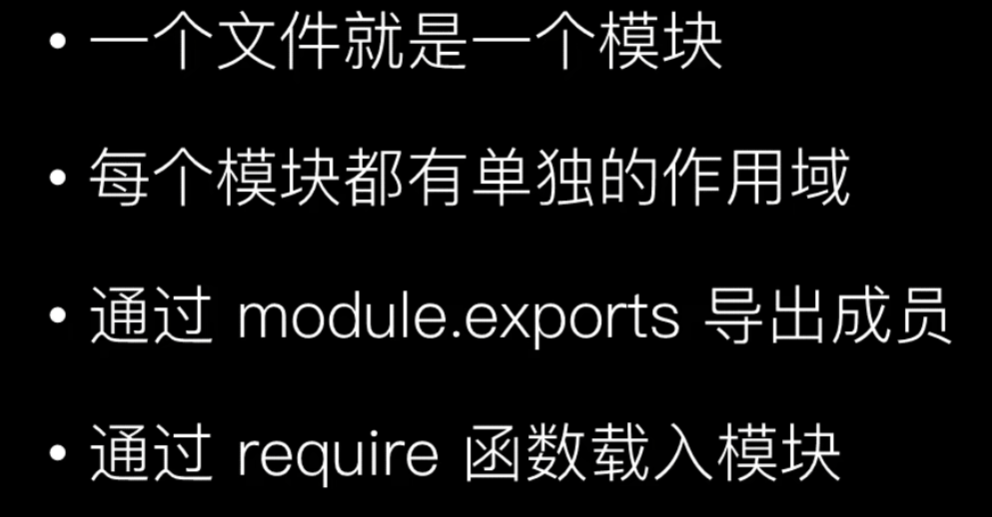 • 一个文件就是一个模块
• 每个模块都有单独的作用域
• 通过 module.exports 导出成员
• 通过 require 函数载入模块